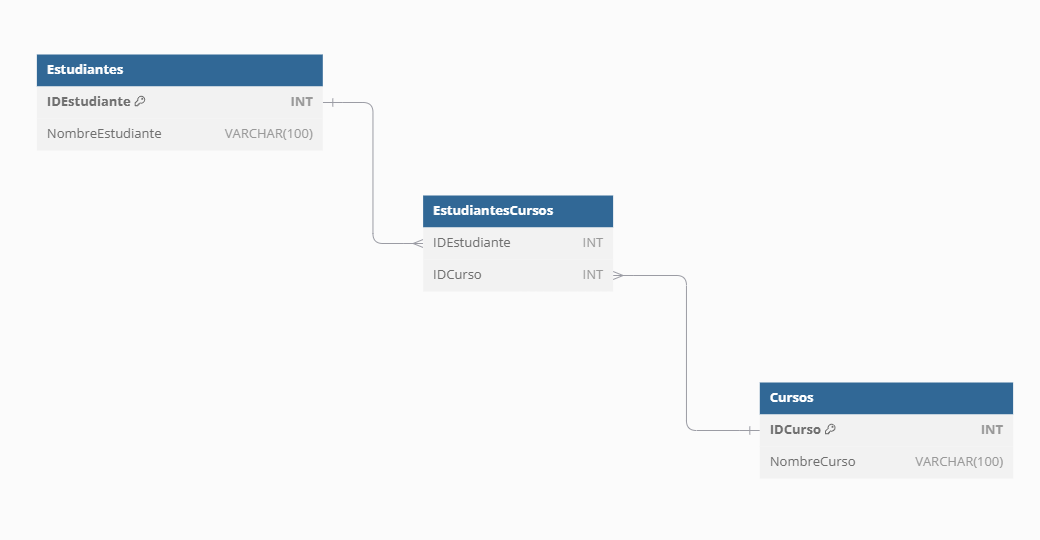 Estudiantes
IDEstudiante INT
NombreEstudiante VARCHAR(100)
EstudiantesCursos
IDEstudiante INT
IDCurso INT
Cursos
IDCurso INT
NombreCurso VARCHAR(100)